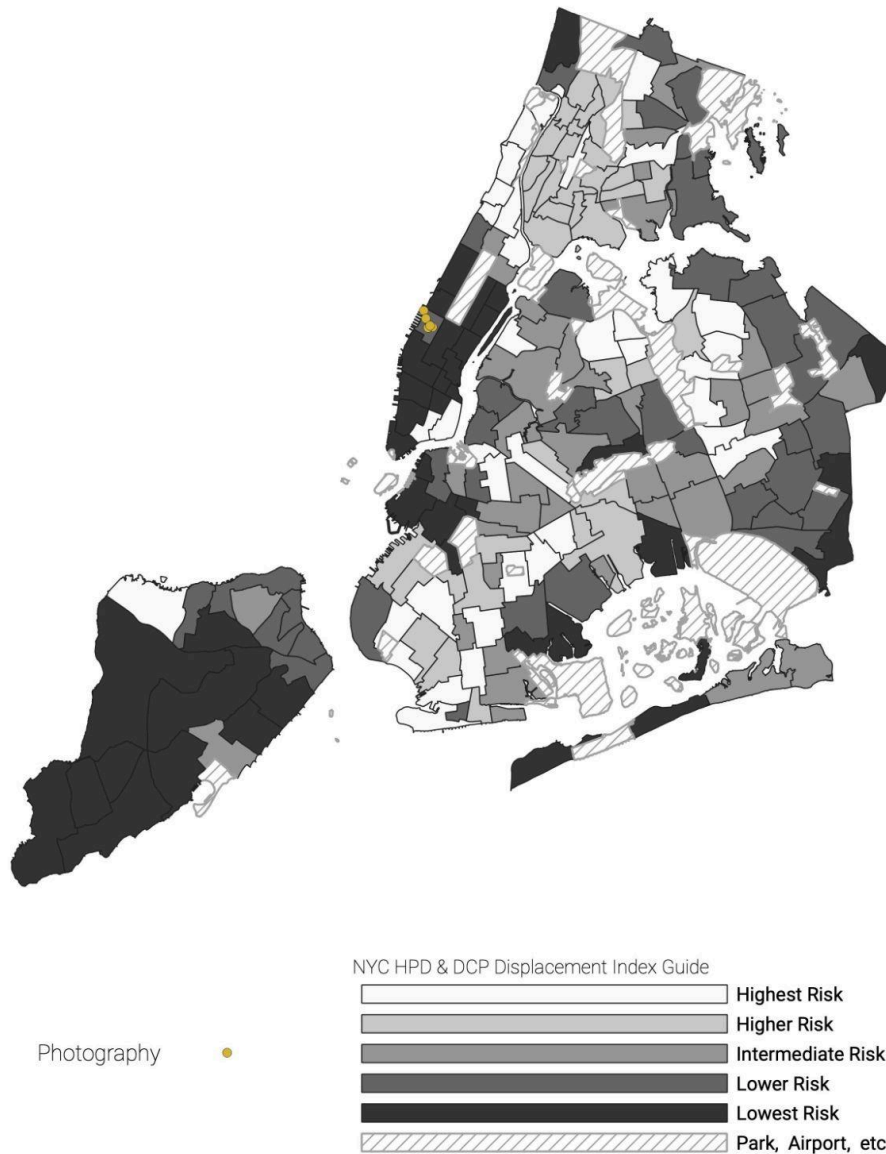 NYC HPD & DCP Displacement Index Guide
Highest Risk
Higher Risk
Photography
Intermediate Risk
Lower Risk
Lowest Risk
Park, Airport, etc